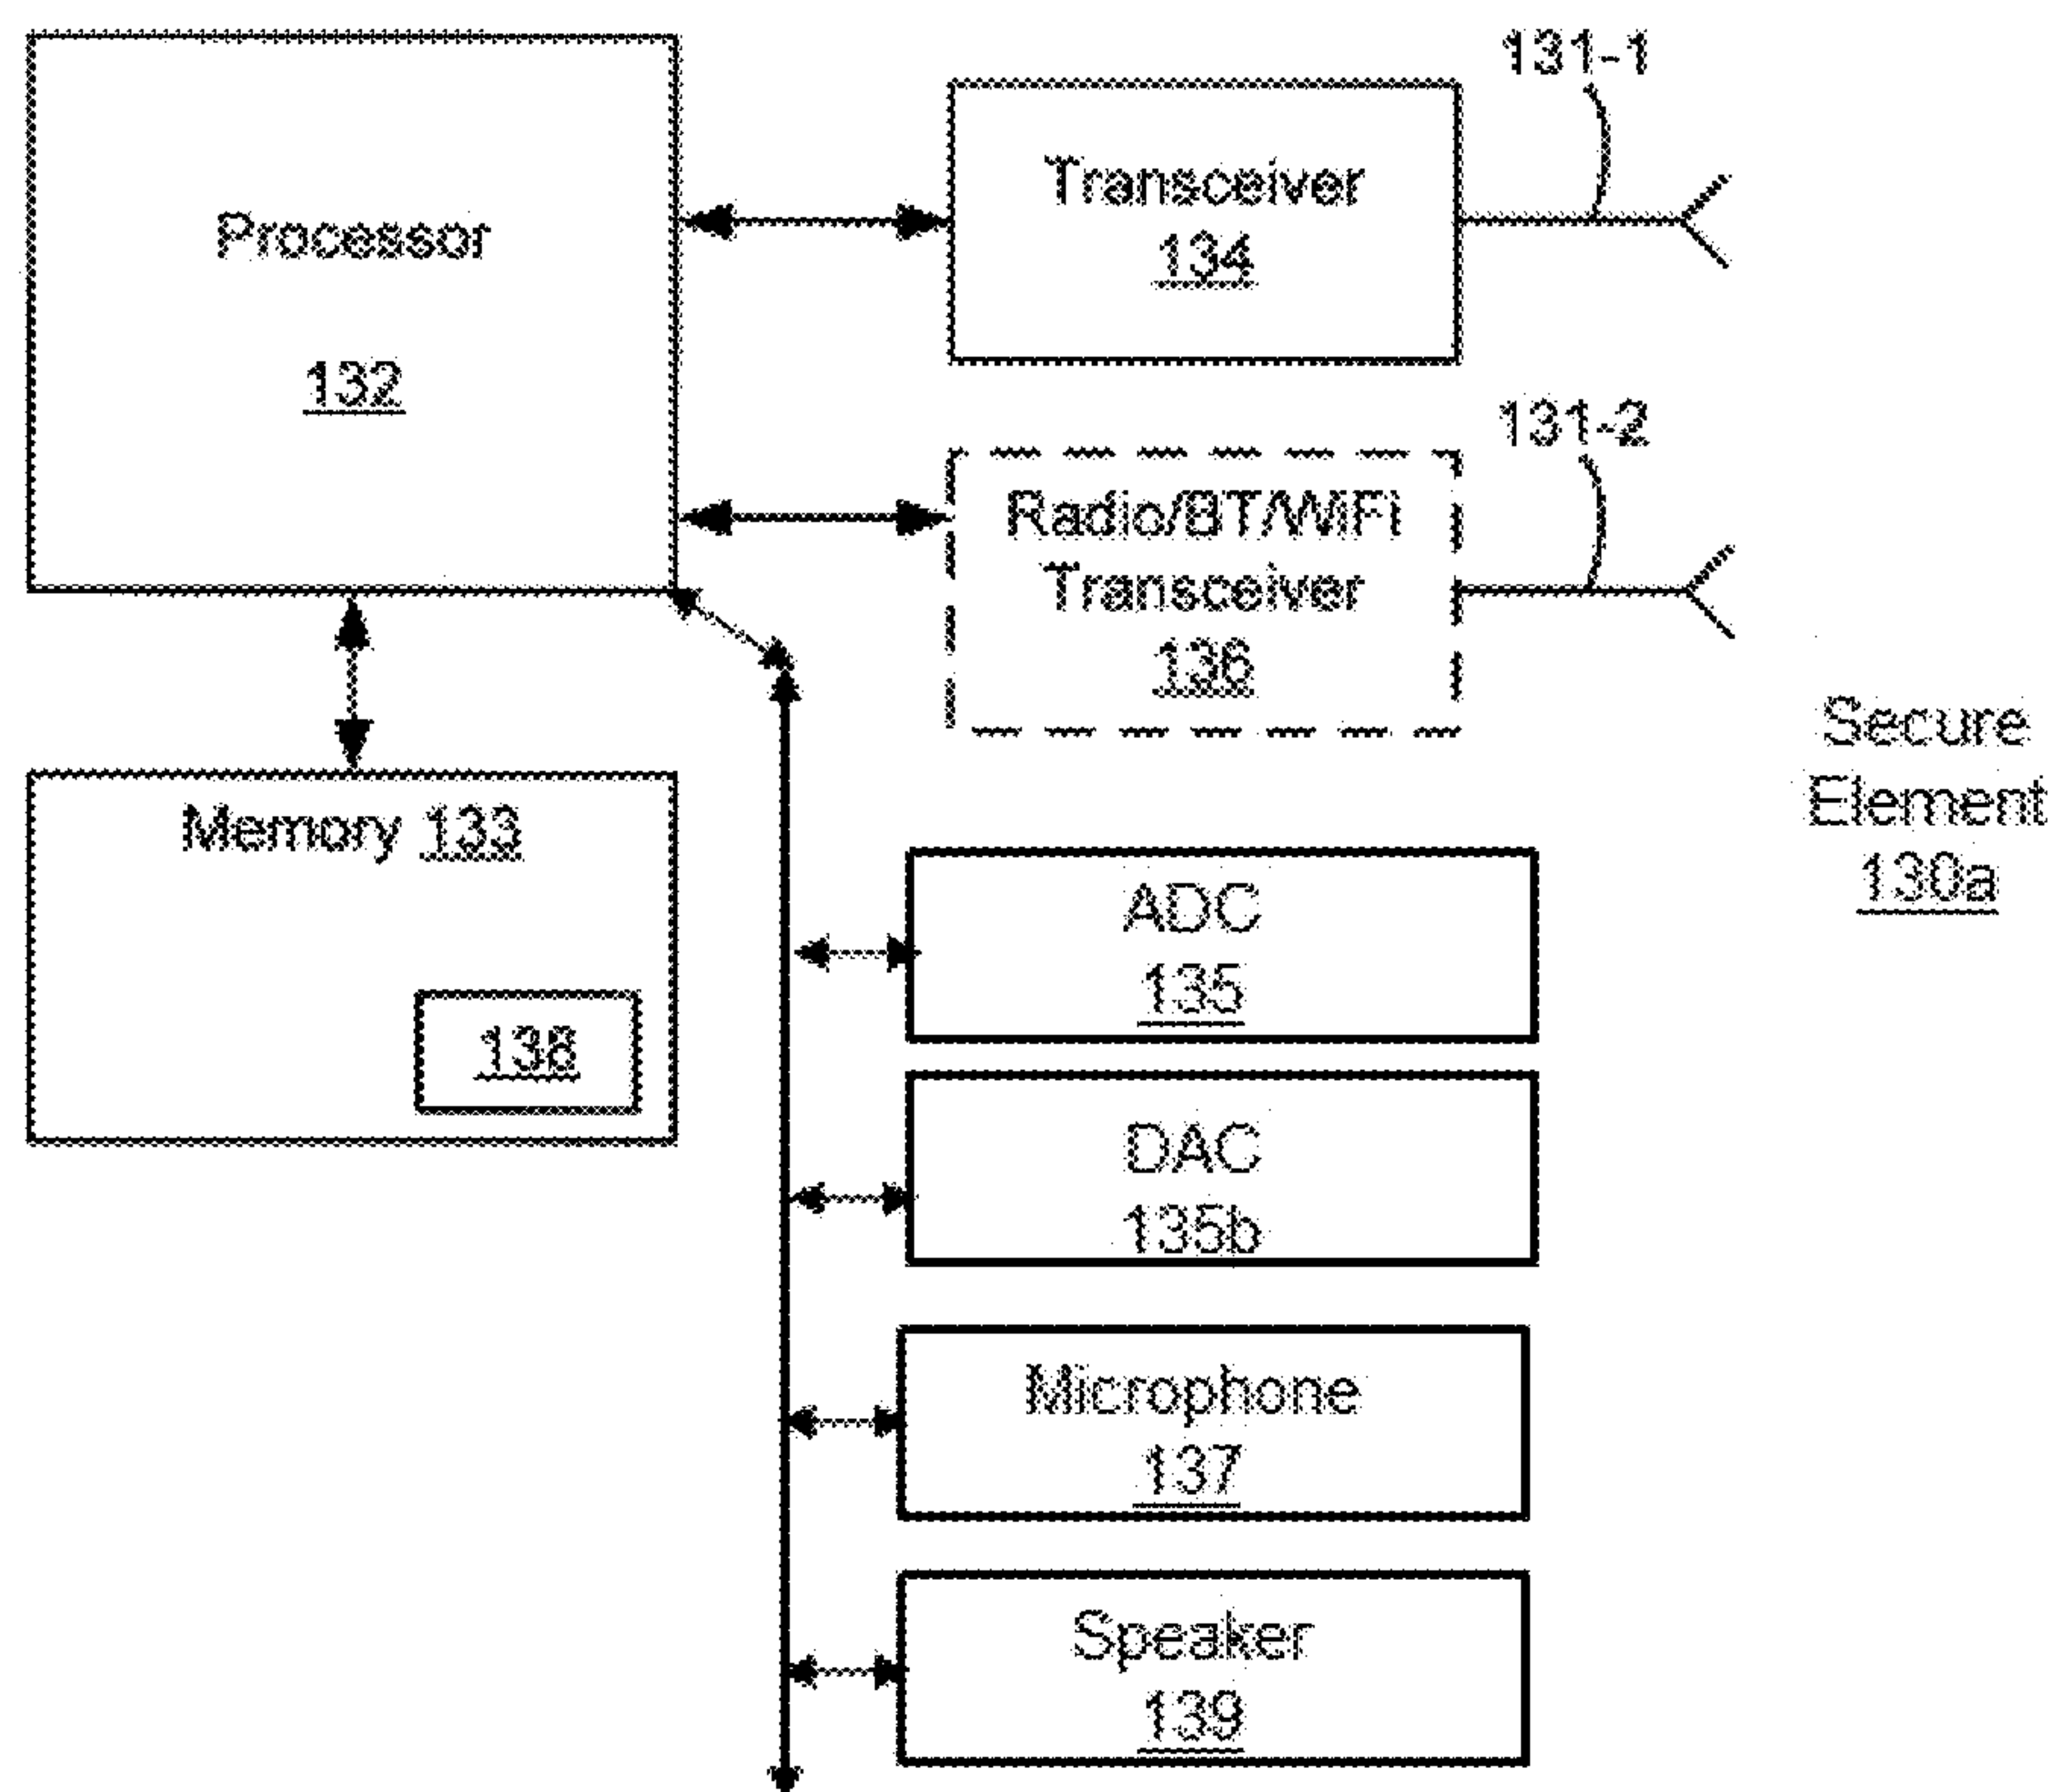 Processor
132
Transceiver
134
131-1
Radio/BT/WiFi
Transceiver
136
131-2
Memory 133
138
Secure
Element
130a
ADC
135
DAC
135b
Microphone
137
Speaker
139